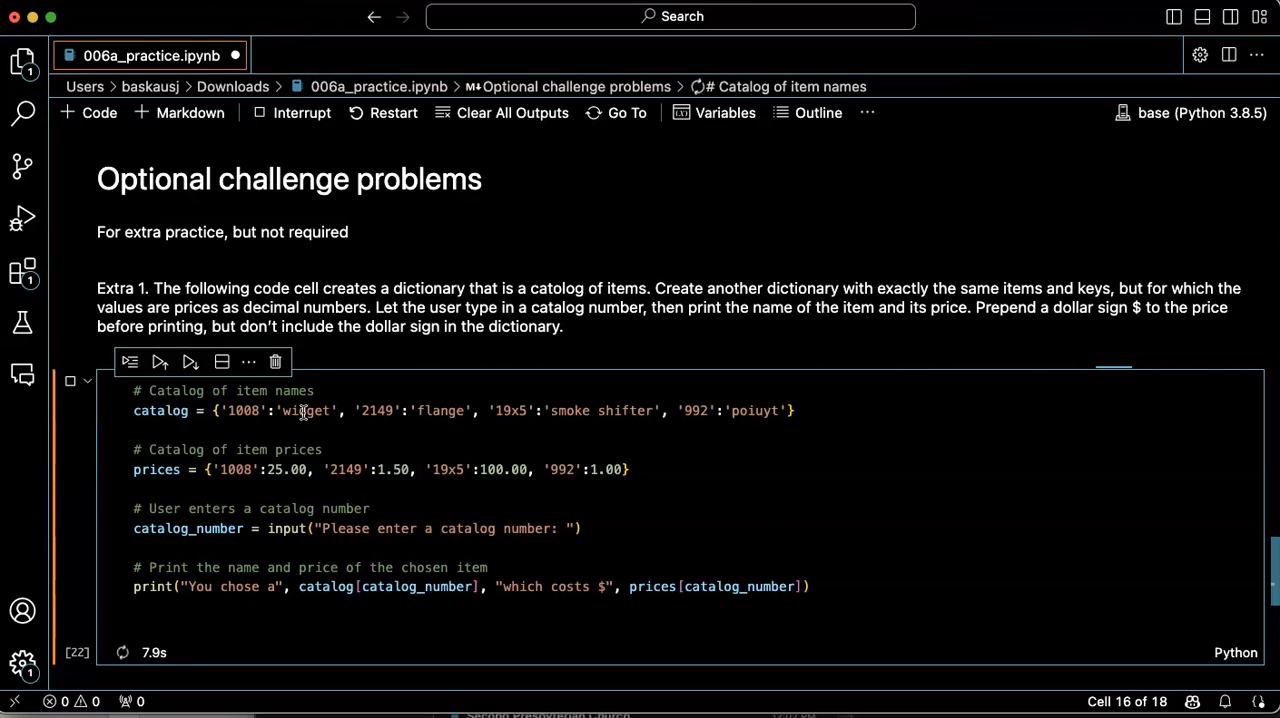 Search
006a_practice.ipynb
Users > baskausj > Downloads > 006a_practice.ipynb > M↓Optional challenge problems > # Catalog of item names
+ Code + Markdown Interrupt Restart Clear All Outputs Go To Variables Outline ... base (Python 3.8.5)
Optional challenge problems
For extra practice, but not required
Extra 1. The following code cell creates a dictionary that is a catolog of items. Create another dictionary with exactly the same items and keys, but for which the
values are prices as decimal numbers. Let the user type in a catalog number, then print the name of the item and its price. Prepend a dollar sign $ to the price
before printing, but don't include the dollar sign in the dictionary.
# Catalog of item names
catalog = {'1008':'widget', '2149':'flange', '19x5':'smoke shifter', '992':'poiuyt'}
# Catalog of item prices
prices = {'1008':25.00, '2149':1.50, '19x5':100.00, '992':1.00}
# User enters a catalog number
catalog_number = input("Please enter a catalog number: ")
# Print the name and price of the chosen item
print("You chose a", catalog[catalog_number], "which costs $", prices[catalog_number])
[22] 7.9s Python
1
1
1
0 0 0 Cell 16 of 18